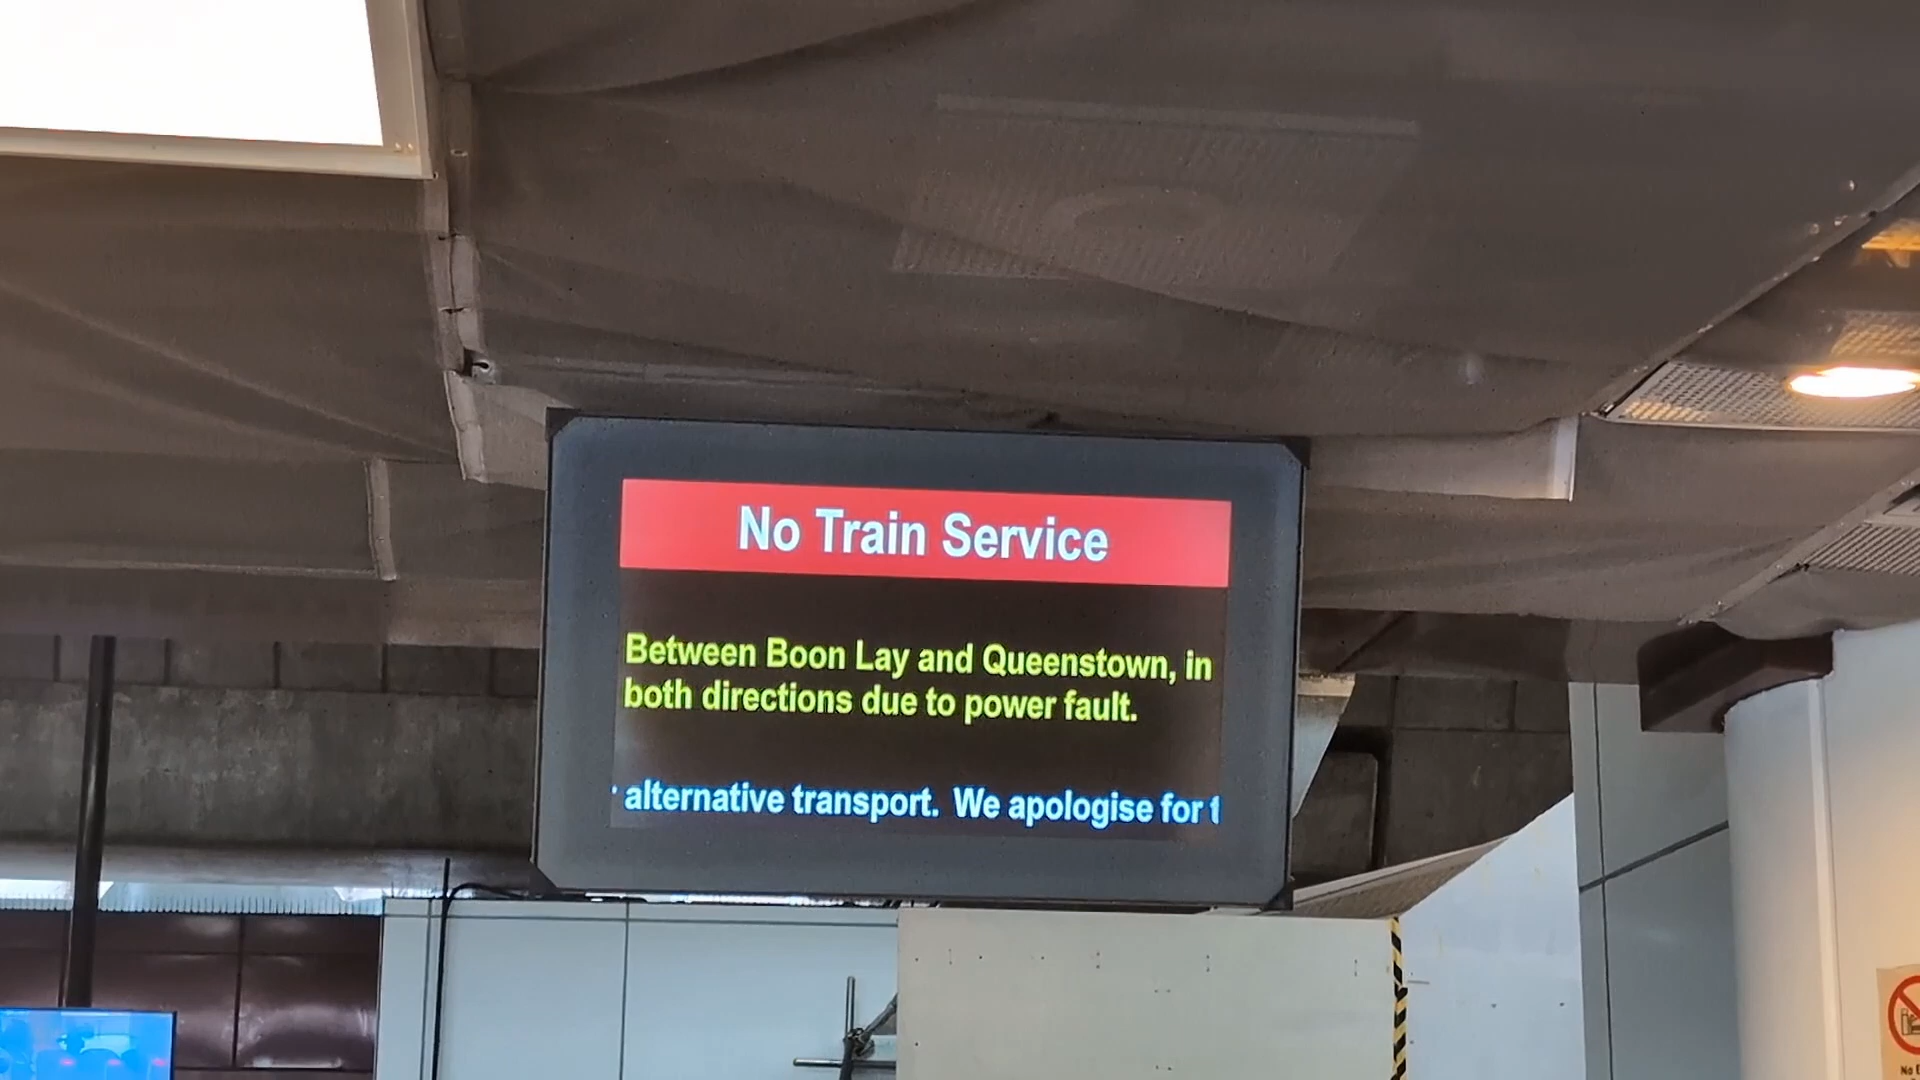 No Train Service
Between Boon Lay and Queenstown, in
both directions due to power fault.
alternative transport. We apologise for